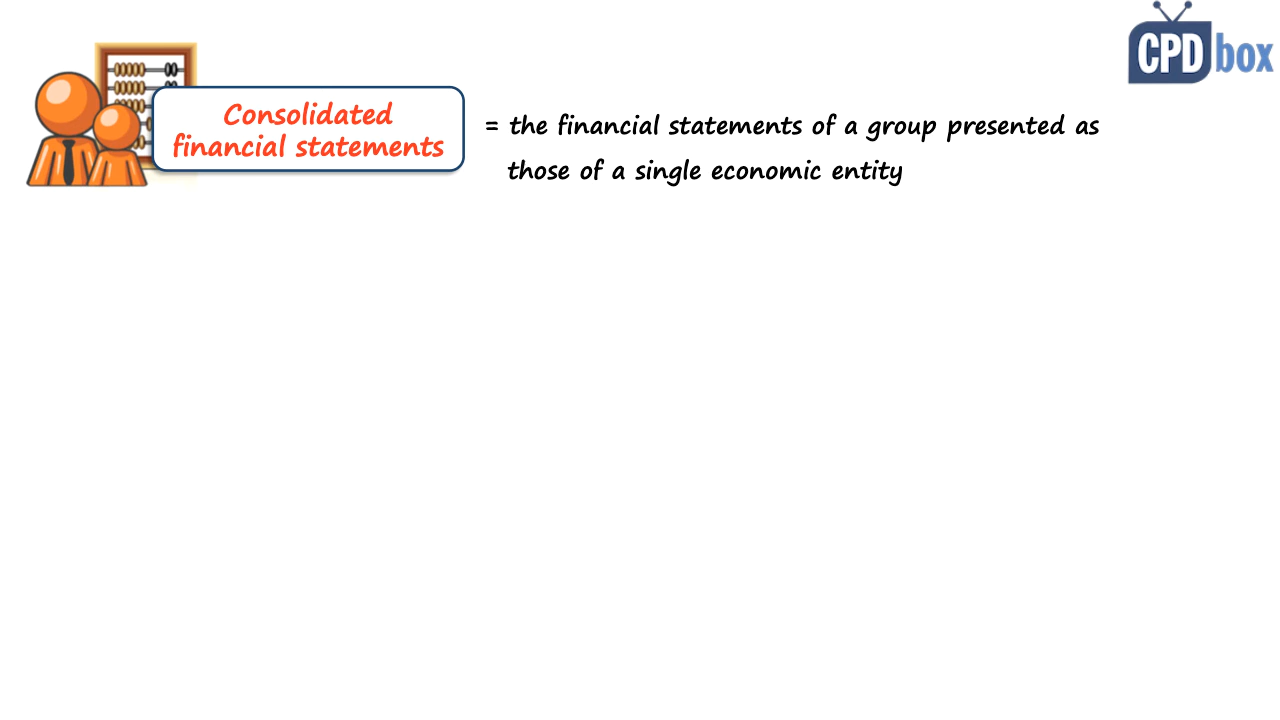 CPD box
Consolidated
financial statements
= the financial statements of a group presented as
those of a single economic entity